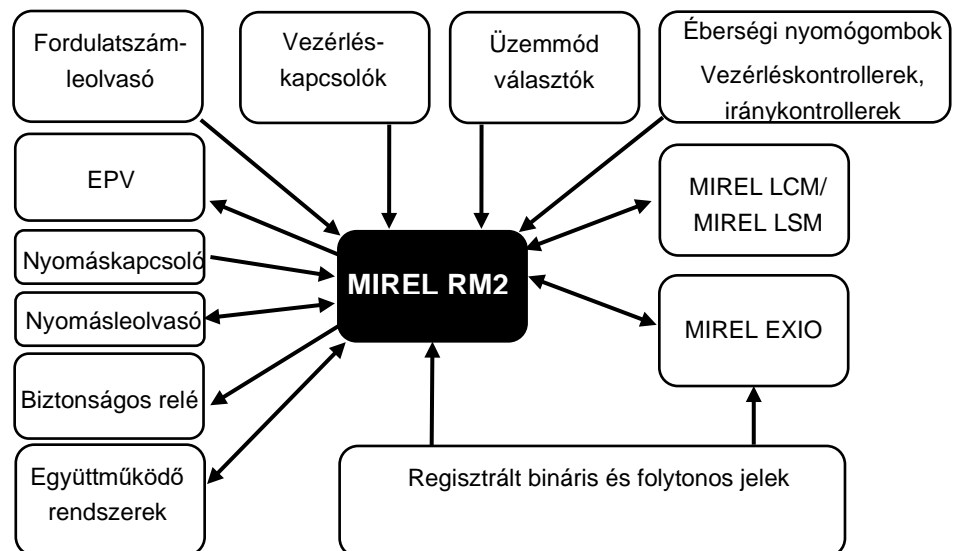 Fordulatszám-
leolvasó
Vezérlés-
kapcsolók
Üzemmód
választók
Éberségi nyomógombok
Vezérléskontrollerek,
iránykontrollerek
EPV
MIREL LCM/
MIREL LSM
Nyomáskapcsoló
MIREL RM2
Nyomásleolvasó
MIREL EXIO
Biztonságos relé
Együttműködő
rendszerek
Regisztrált bináris és folytonos jelek